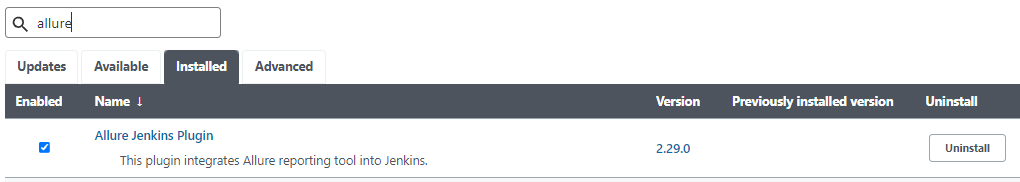 allure
Updates Available Installed Advanced
Enabled Name ↓ Version Previously installed version Uninstall
Allure Jenkins Plugin 2.29.0 Uninstall
This plugin integrates Allure reporting tool into Jenkins.